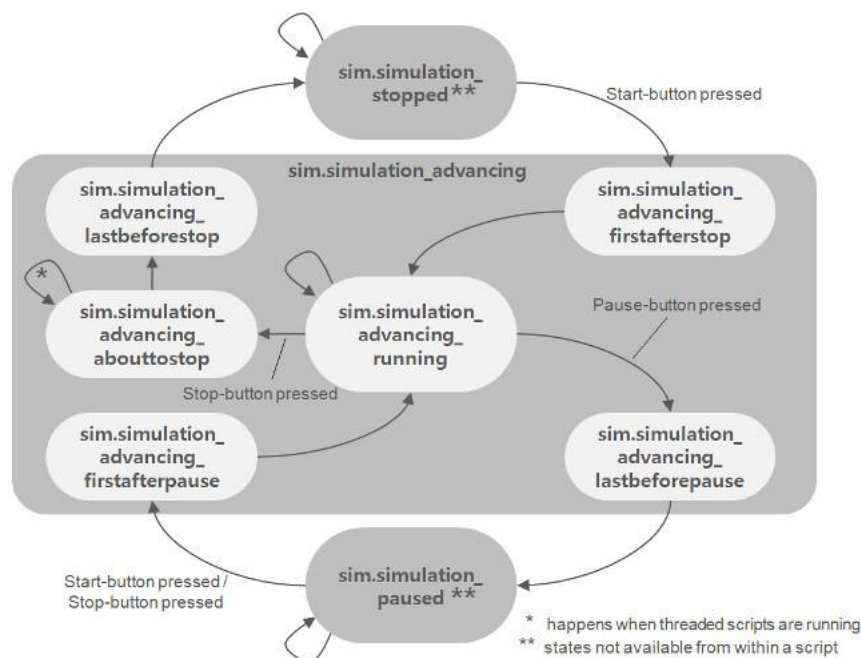 sim.simulation_
stopped**
Start-button pressed
sim.simulation_advancing
sim.simulation_
advancing_
lastbeforestop
sim.simulation_
advancing_
firstafterstop
*
sim.simulation_
advancing_
abouttostop
sim.simulation_
advancing_
running
Pause-button pressed
Stop-button pressed
sim.simulation_
advancing_
firstafterpause
sim.simulation_
advancing_
lastbeforepause
Start-button pressed /
Stop-button pressed
sim.simulation_
paused **
* happens when threaded scripts are running
** states not available from within a script